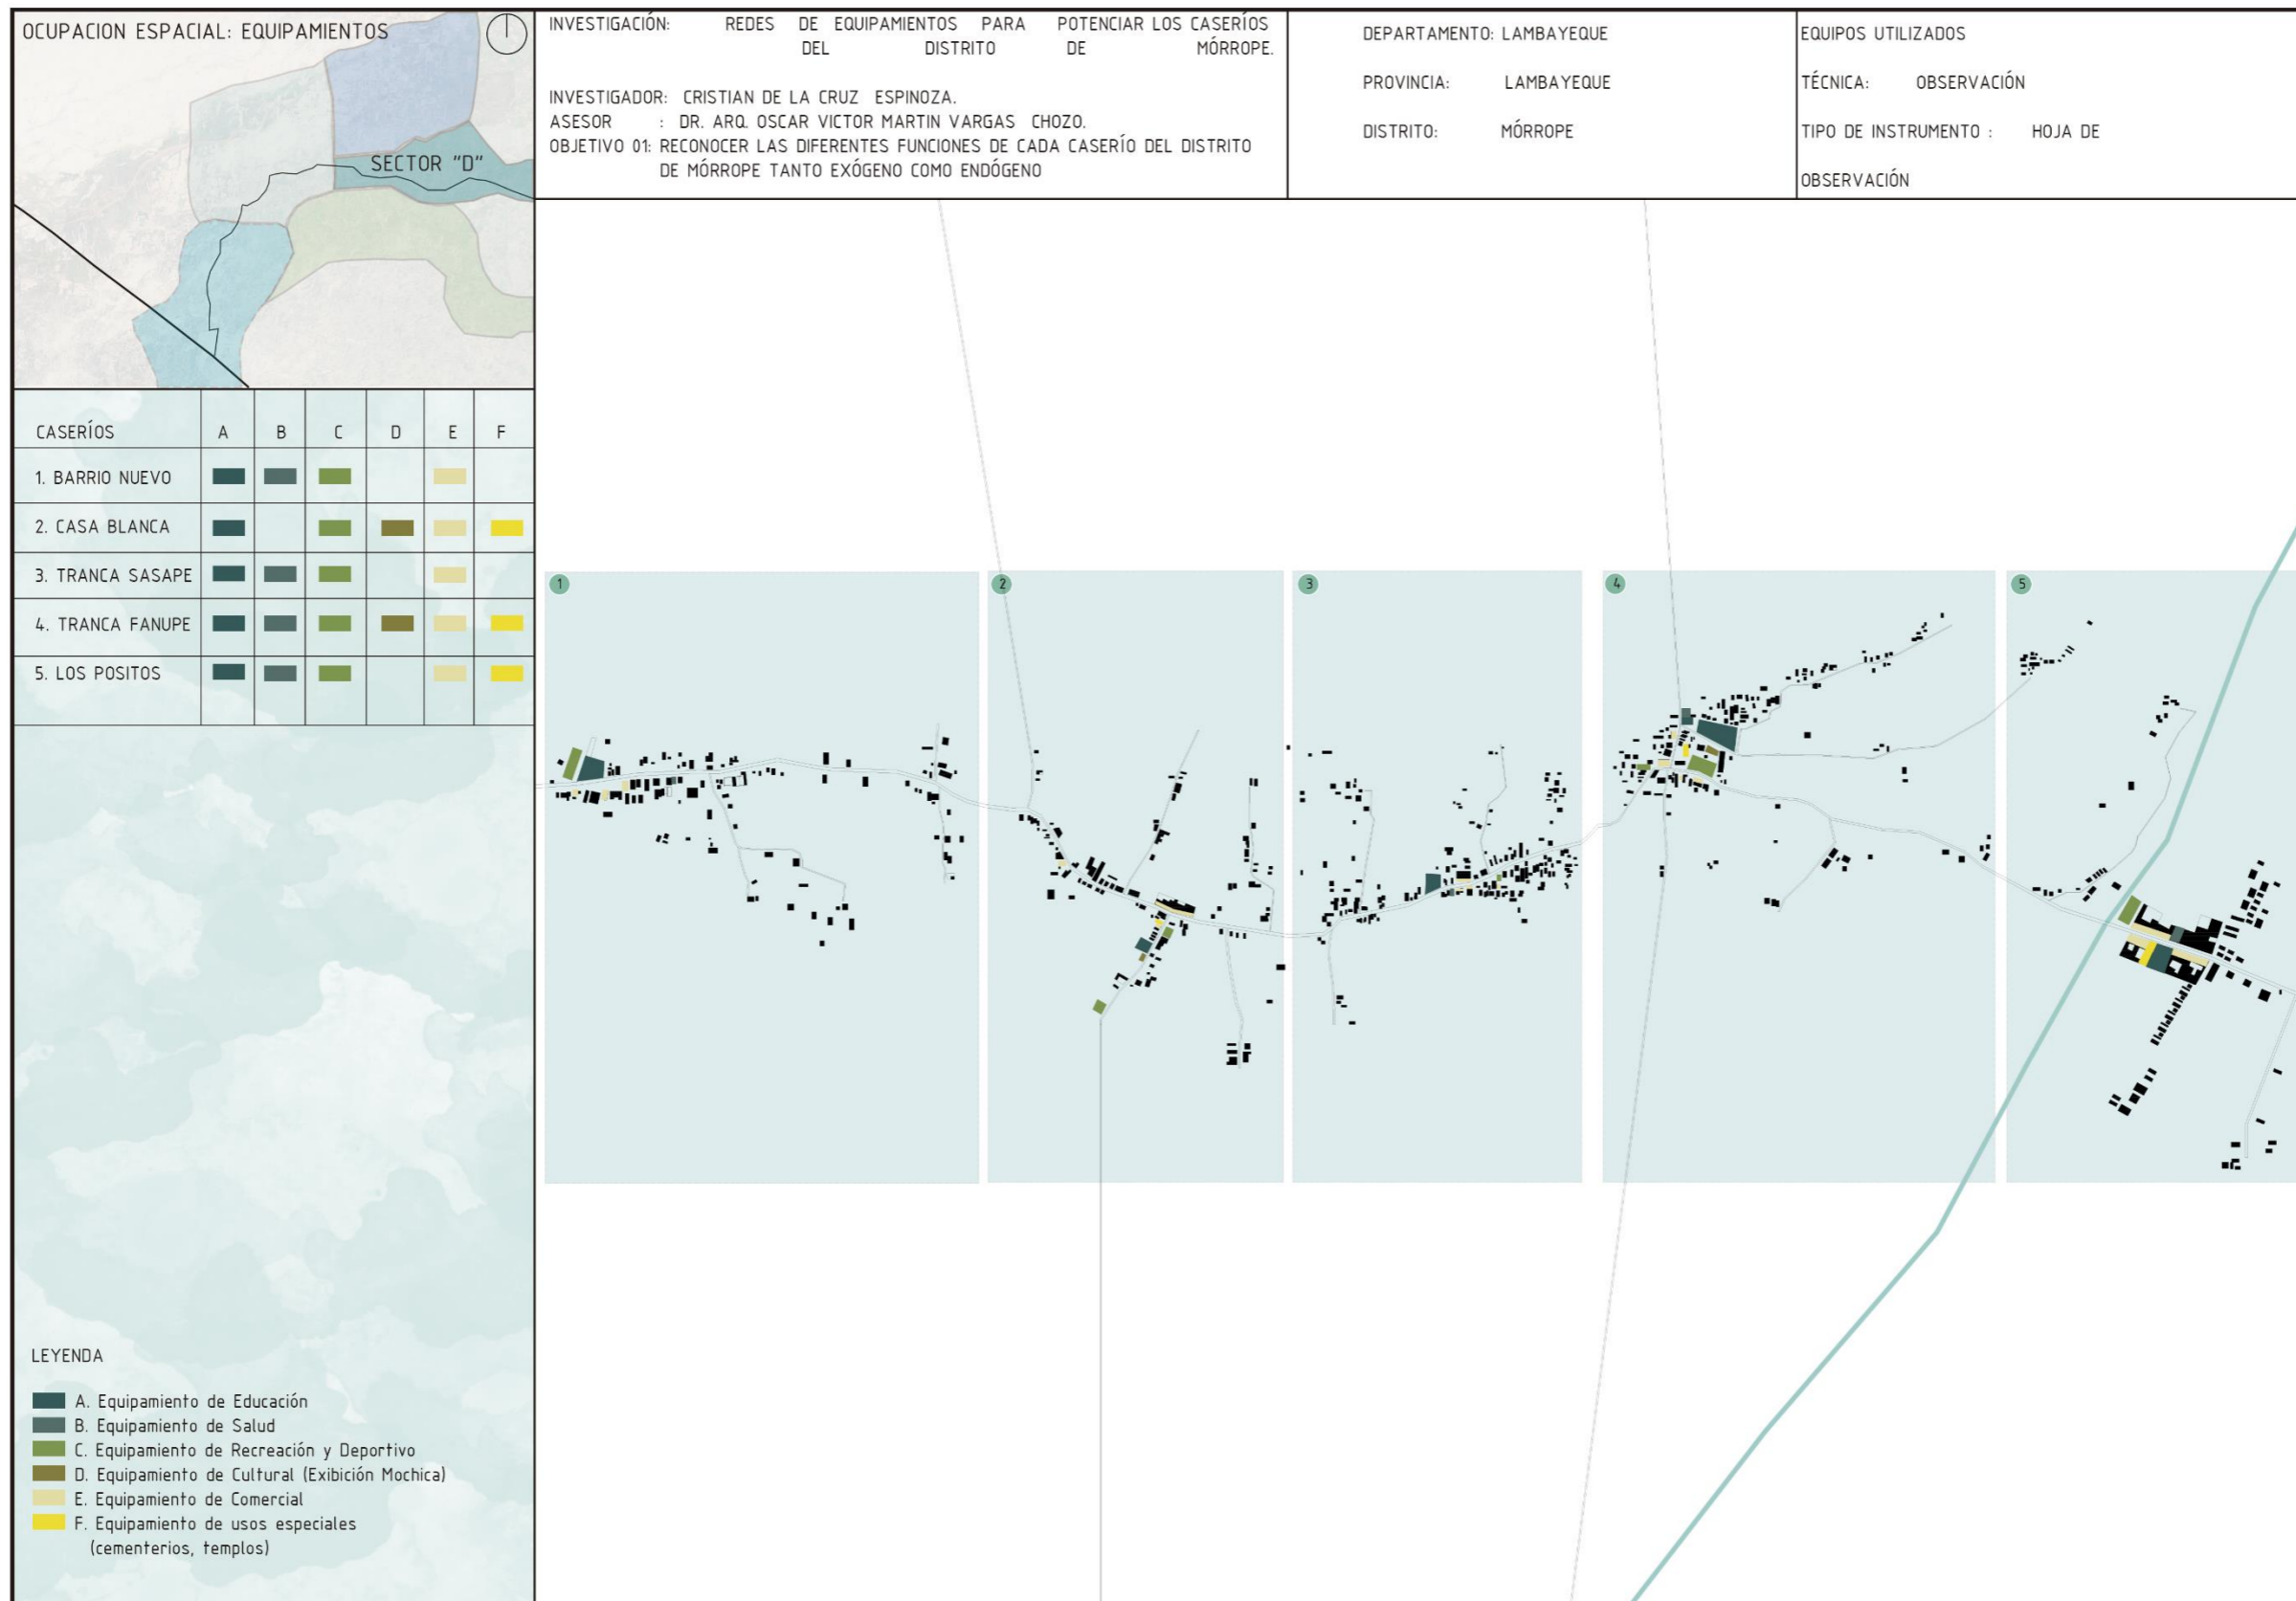 OCUPACION ESPACIAL: EQUIPAMIENTOS
SECTOR "D"
INVESTIGACIÓN: REDES DE EQUIPAMIENTOS PARA POTENCIAR LOS CASERÍOS
DEL DISTRITO DE MÓRROPE.
INVESTIGADOR: CRISTIAN DE LA CRUZ ESPINOZA.
ASESOR : DR. ARQ. OSCAR VICTOR MARTIN VARGAS CHOZO.
OBJETIVO 01: RECONOCER LAS DIFERENTES FUNCIONES DE CADA CASERÍO DEL DISTRITO
DE MÓRROPE TANTO EXÓGENO COMO ENDÓGENO
DEPARTAMENTO: LAMBAYEQUE
PROVINCIA: LAMBAYEQUE
DISTRITO: MÓRROPE
EQUIPOS UTILIZADOS
TÉCNICA: OBSERVACIÓN
TIPO DE INSTRUMENTO : HOJA DE
OBSERVACIÓN
CASERÍOS A B C D E F
1. BARRIO NUEVO
2. CASA BLANCA
3. TRANCA SASAPE
4. TRANCA FANUPE
5. LOS POSITOS
1
2
3
4
5
LEYENDA
A. Equipamiento de Educación
B. Equipamiento de Salud
C. Equipamiento de Recreación y Deportivo
D. Equipamiento de Cultural (Exibición Mochica)
E. Equipamiento de Comercial
F. Equipamiento de usos especiales
(cementerios, templos)